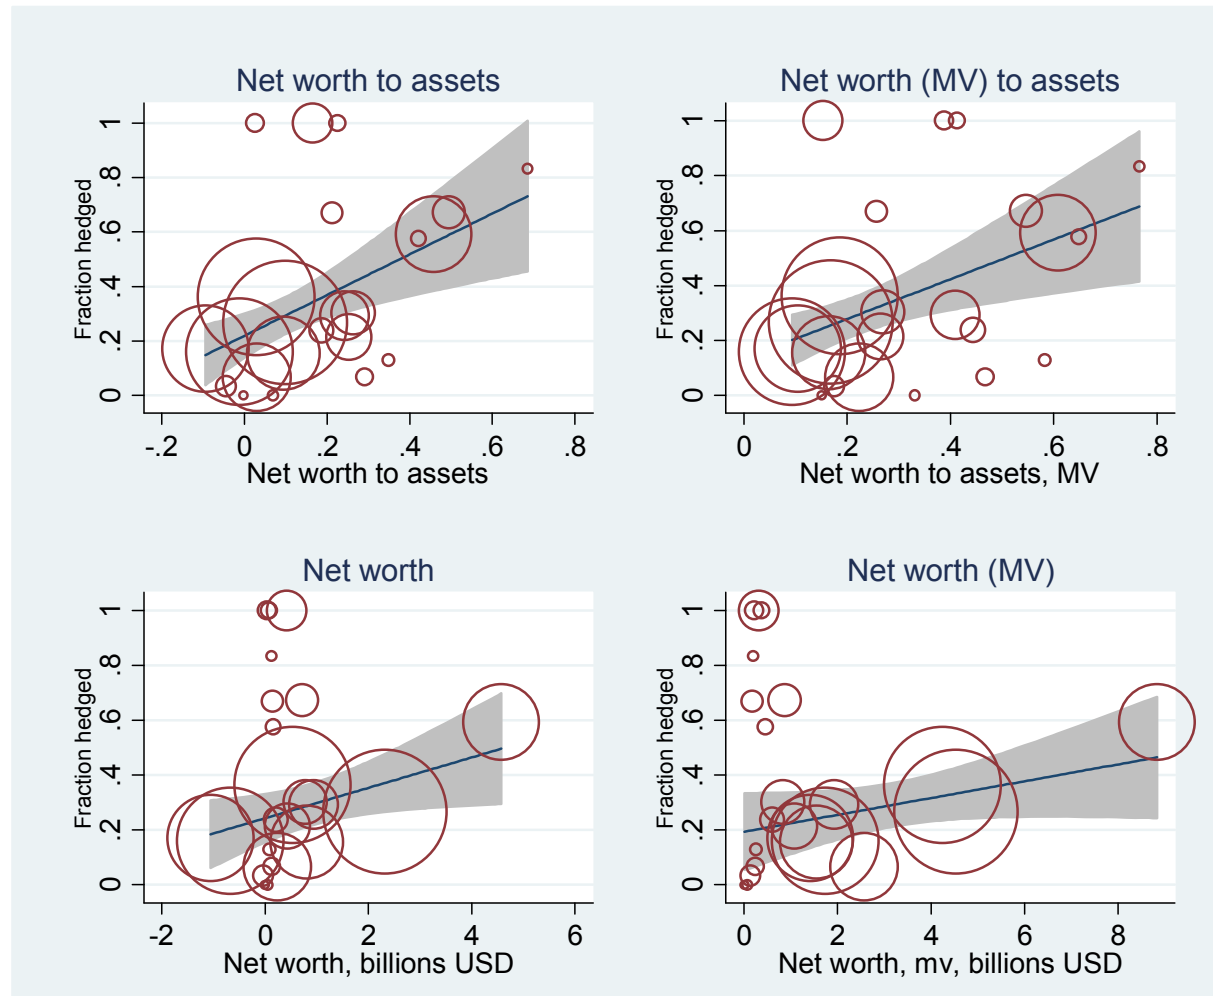 Net worth to assets
Fraction hedged
1
.8
.6
.4
.2
0
-.2 0 .2 .4 .6 .8
Net worth to assets
Net worth (MV) to assets
Fraction hedged
1
.8
.6
.4
.2
0
0 .2 .4 .6 .8
Net worth to assets, MV
Net worth
Fraction hedged
1
.8
.6
.4
.2
0
-2 0 2 4 6
Net worth, billions USD
Net worth (MV)
Fraction hedged
1
.8
.6
.4
.2
0
0 2 4 6 8
Net worth, mv, billions USD